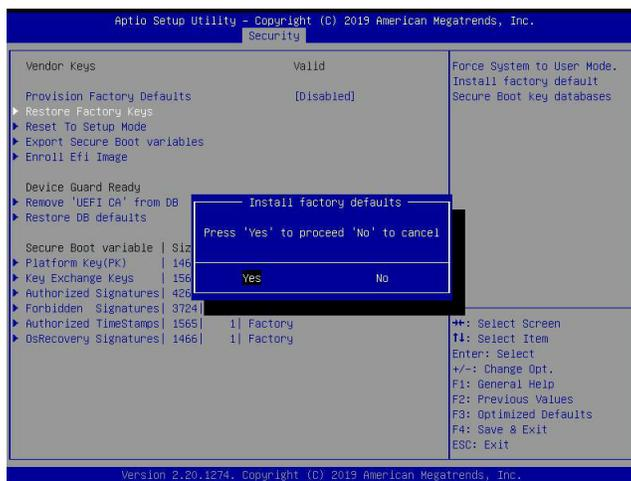 Aptio Setup Utility – Copyright (C) 2019 American Megatrends, Inc.
Security
Vendor Keys Valid
Provision Factory Defaults [Disabled]
Restore Factory Keys
Reset To Setup Mode
Export Secure Boot variables
Enroll Efi Image
Device Guard Ready
Remove 'UEFI CA' from DB
Restore DB defaults
Secure Boot variable | Siz
Platform Key(PK) | 146
Key Exchange Keys | 156
Authorized Signatures| 426
Forbidden Signatures| 3724|
Authorized TimeStamps| 1565| 1| Factory
OsRecovery Signatures| 1466| 1| Factory
Install factory defaults
Press 'Yes' to proceed 'No' to cancel
Yes No
Force System to User Mode.
Install factory default
Secure Boot key databases
→←: Select Screen
↑↓: Select Item
Enter: Select
+/-: Change Opt.
F1: General Help
F2: Previous Values
F3: Optimized Defaults
F4: Save & Exit
ESC: Exit
Version 2.20.1274. Copyright (C) 2019 American Megatrends, Inc.